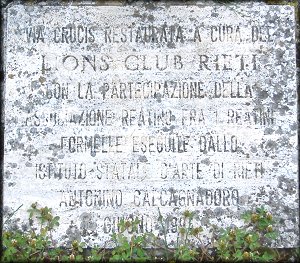 VIA CRUCIS RESTAURATA A CURA DEL
LIONS CLUB RIETI
CON LA PARTECIPAZIONE DELLA
ASSOCIAZIONE REATINO FRA I REATINI
FORMELLE ESEGUITE DALLO
ISTITUTO STATALE D'ARTE DI RIETI
ANTONINO CALCAGNADORO
GIUGNO